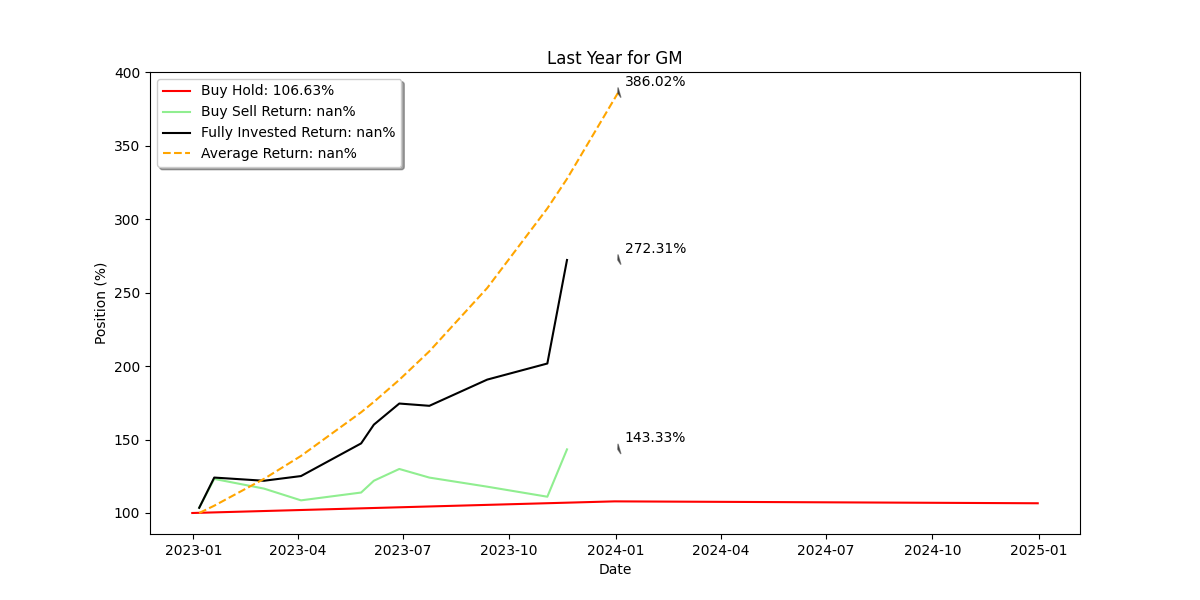 Last Year for GM
Buy Hold: 106.63%
Buy Sell Return: nan%
Fully Invested Return: nan%
Average Return: nan%
386.02%
272.31%
143.33%
400
350
300
250
200
150
100
Position (%)
2023-01 2023-04 2023-07 2023-10 2024-01 2024-04 2024-07 2024-10 2025-01
Date